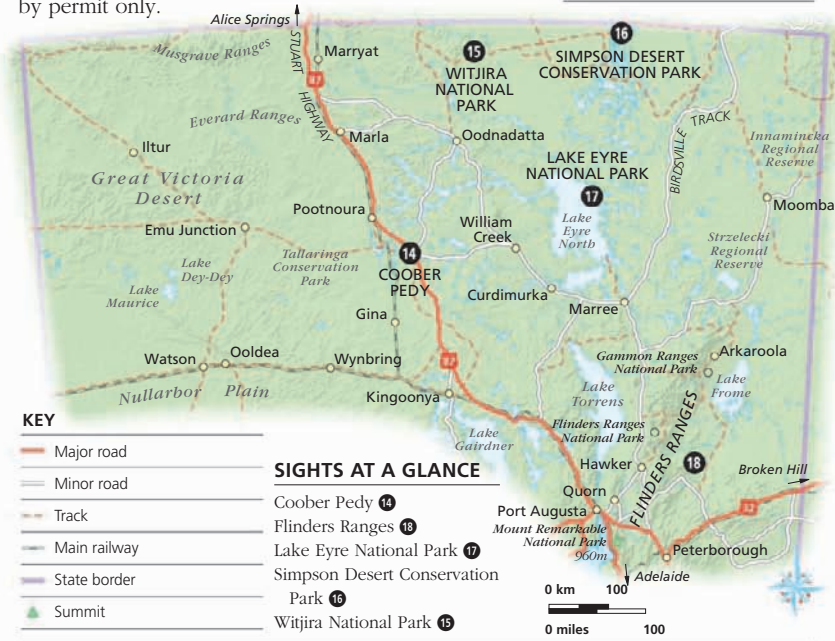 by permit only.
Alice Springs
STUART
HIGHWAY
87
Musgrave Ranges
Marryat
15
WITJIRA
NATIONAL
PARK
16
SIMPSON DESERT
CONSERVATION PARK
Everard Ranges
Marla
Oodnadatta
BIRDSVILLE TRACK
Innamincka
Regional
Reserve
Iltur
Great Victoria
Desert
LAKE EYRE
NATIONAL PARK
17
Lake
Eyre
North
Moomba
Pootnoura
Emu Junction
William
Creek
Strzelecki
Regional
Reserve
Lake
Dey-Dey
Tallaringa
Conservation
Park
14
COOBER
PEDY
Lake
Maurice
Curdimurka
Marree
Gina
Watson
Ooldea
Wynbring
87
Gammon Ranges
National Park
Arkaroola
Nullarbor Plain
Kingoonya
Lake
Torrens
Lake
Frome
Lake
Gairdner
Flinders Ranges
National Park
FLINDERS RANGES
18
Hawker
Broken Hill
Quorn
Port Augusta
32
Mount Remarkable
National Park
960m
Peterborough
Adelaide
KEY
Major road
Minor road
Track
Main railway
State border
Summit
SIGHTS AT A GLANCE
Coober Pedy 14
Flinders Ranges 18
Lake Eyre National Park 17
Simpson Desert Conservation
Park 16
Witjira National Park 15
0 km 100
0 miles 100